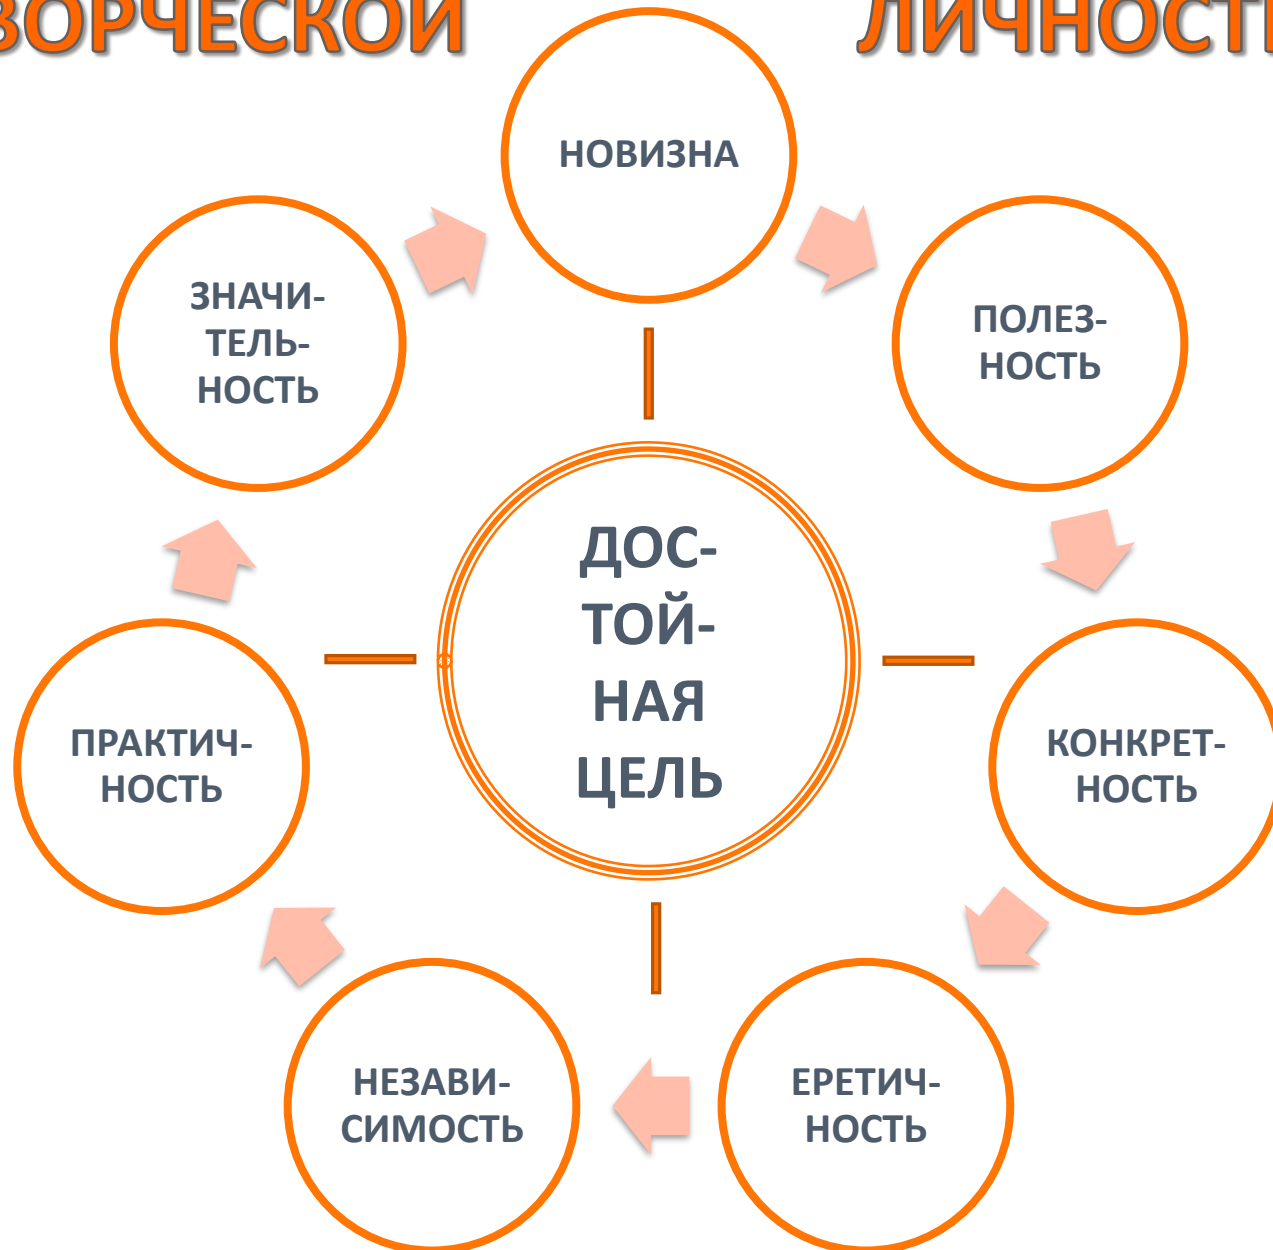 ВОРЧЕСКОЙ ЛИЧНОСТ
НОВИЗНА
ПОЛЕЗ-
НОСТЬ
КОНКРЕТ-
НОСТЬ
ЕРЕТИЧ-
НОСТЬ
НЕЗАВИ-
СИМОСТЬ
ПРАКТИЧ-
НОСТЬ
ЗНАЧИ-
ТЕЛЬ-
НОСТЬ
ДОС-
ТОЙ-
НАЯ
ЦЕЛЬ